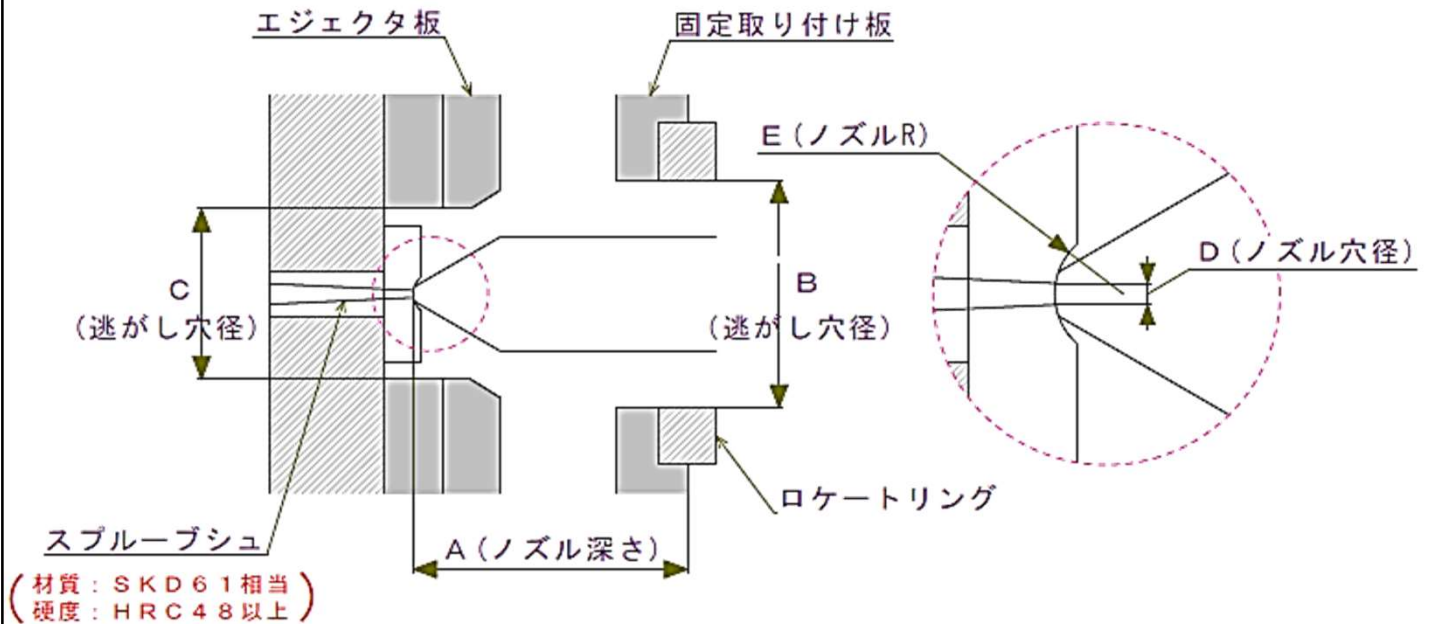 エジェクタ板
固定取り付け板
E(ノズルR)
D(ノズル穴径)
C
(逃がし穴径)
B
(逃がし穴径)
ロケートリング
スプルーブシュ
A(ノズル深さ)
材質:SKD61相当
硬度:HRC48以上